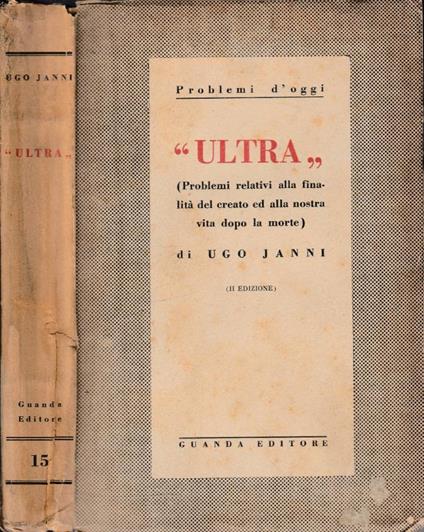 UGO JANNI
“ULTRA„
Guanda
Editore
15
Problemi d'oggi
“ULTRA„
(Problemi relativi alla fina-
lità del creato ed alla nostra
vita dopo la morte)
di UGO JANNI
(II EDIZIONE)
GUANDA EDITORE